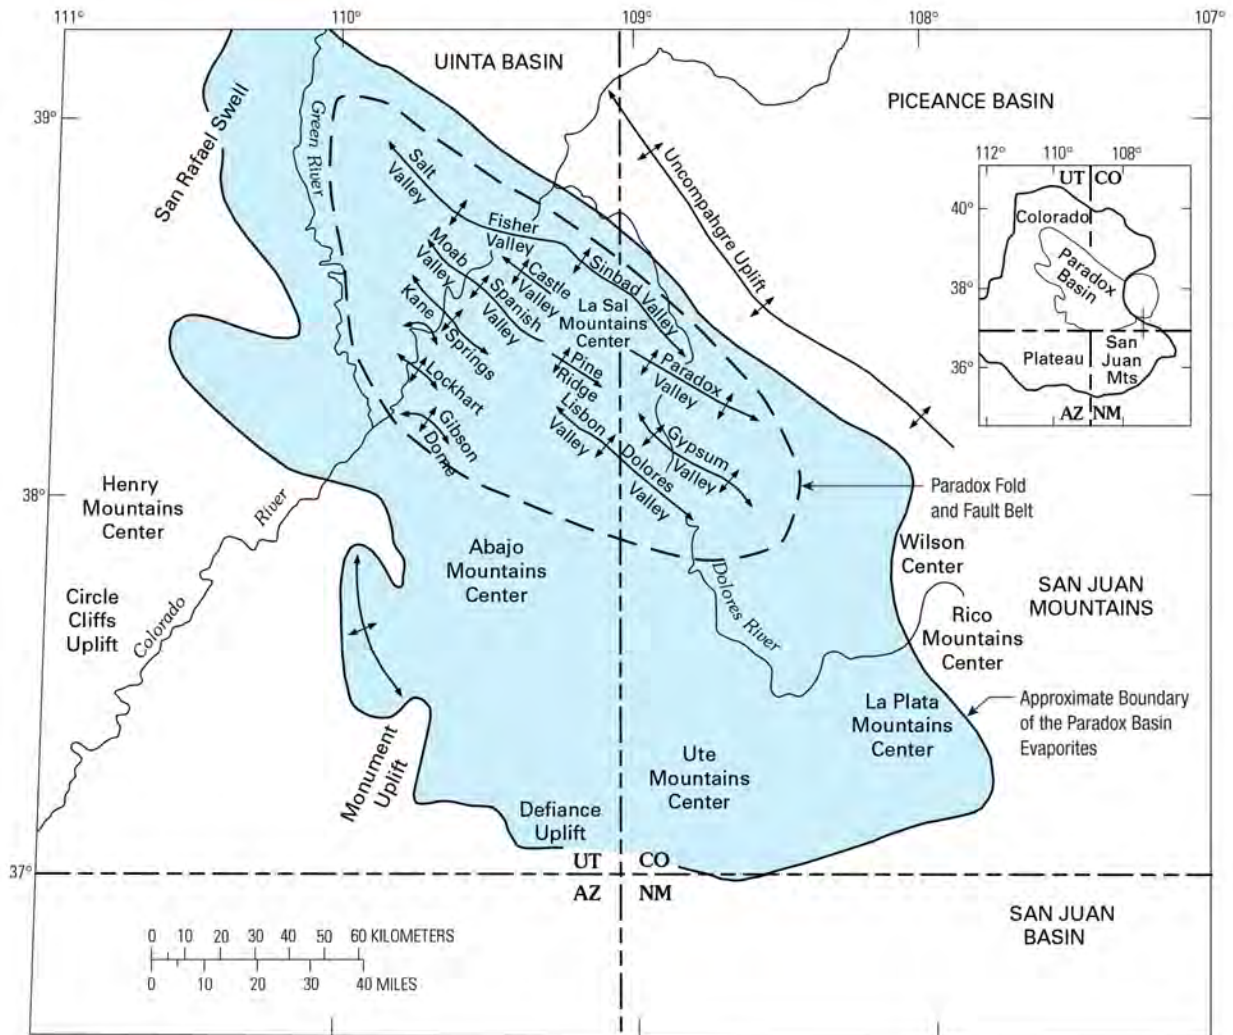 111°
110°
109°
108°
107°
UINTA BASIN
PICEANCE BASIN
39°
San Rafael Swell
Green River
Salt
Valley
Fisher
Valley
Uncompahgre Uplift
Moab
Valley
Castle
Valley
Sinbad Valley
Spanish
Valley
La Sal
Mountains
Center
Kane
Springs
Pine
Ridge
Paradox
Valley
Lockhart
Lisbon
Valley
Gibson
Dome
Dolores
Valley
Gypsum
Valley
112°
110°
108°
UT
CO
40°
Colorado
Paradox
Basin
38°
Plateau
San
Juan
Mts
36°
AZ
NM
38°
Henry
Mountains
Center
Paradox Fold
and Fault Belt
Colorado River
Abajo
Mountains
Center
Wilson
Center
Circle
Cliffs
Uplift
Dolores River
SAN JUAN
MOUNTAINS
Rico
Mountains
Center
La Plata
Mountains
Center
Approximate Boundary
of the Paradox Basin
Evaporites
Monument
Uplift
Ute
Mountains
Center
Defiance
Uplift
37°
UT
CO
AZ
NM
SAN JUAN
BASIN
0 10 20 30 40 50 60 KILOMETERS
0 10 20 30 40 MILES